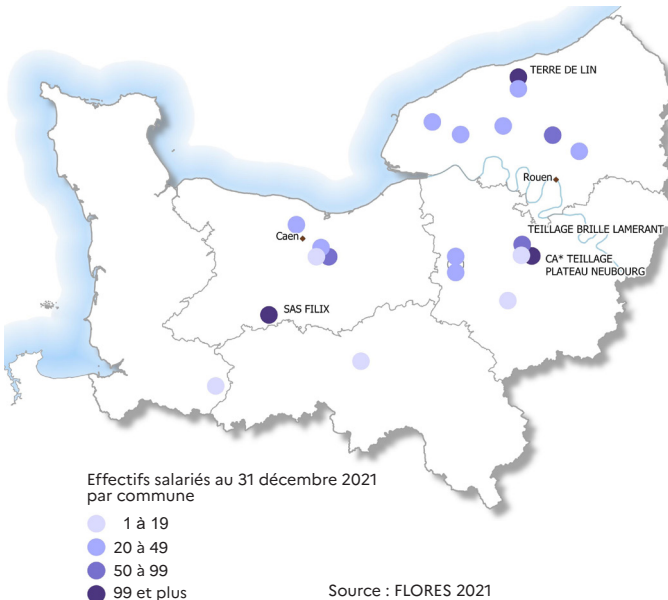 TERRE DE LIN
Rouen
TEILLAGE BRILLE LAMERANT
Caen
CA* TEILLAGE
PLATEAU NEUBOURG
SAS FILIX
Effectifs salariés au 31 décembre 2021
par commune
1 à 19
20 à 49
50 à 99
99 et plus
Source : FLORES 2021